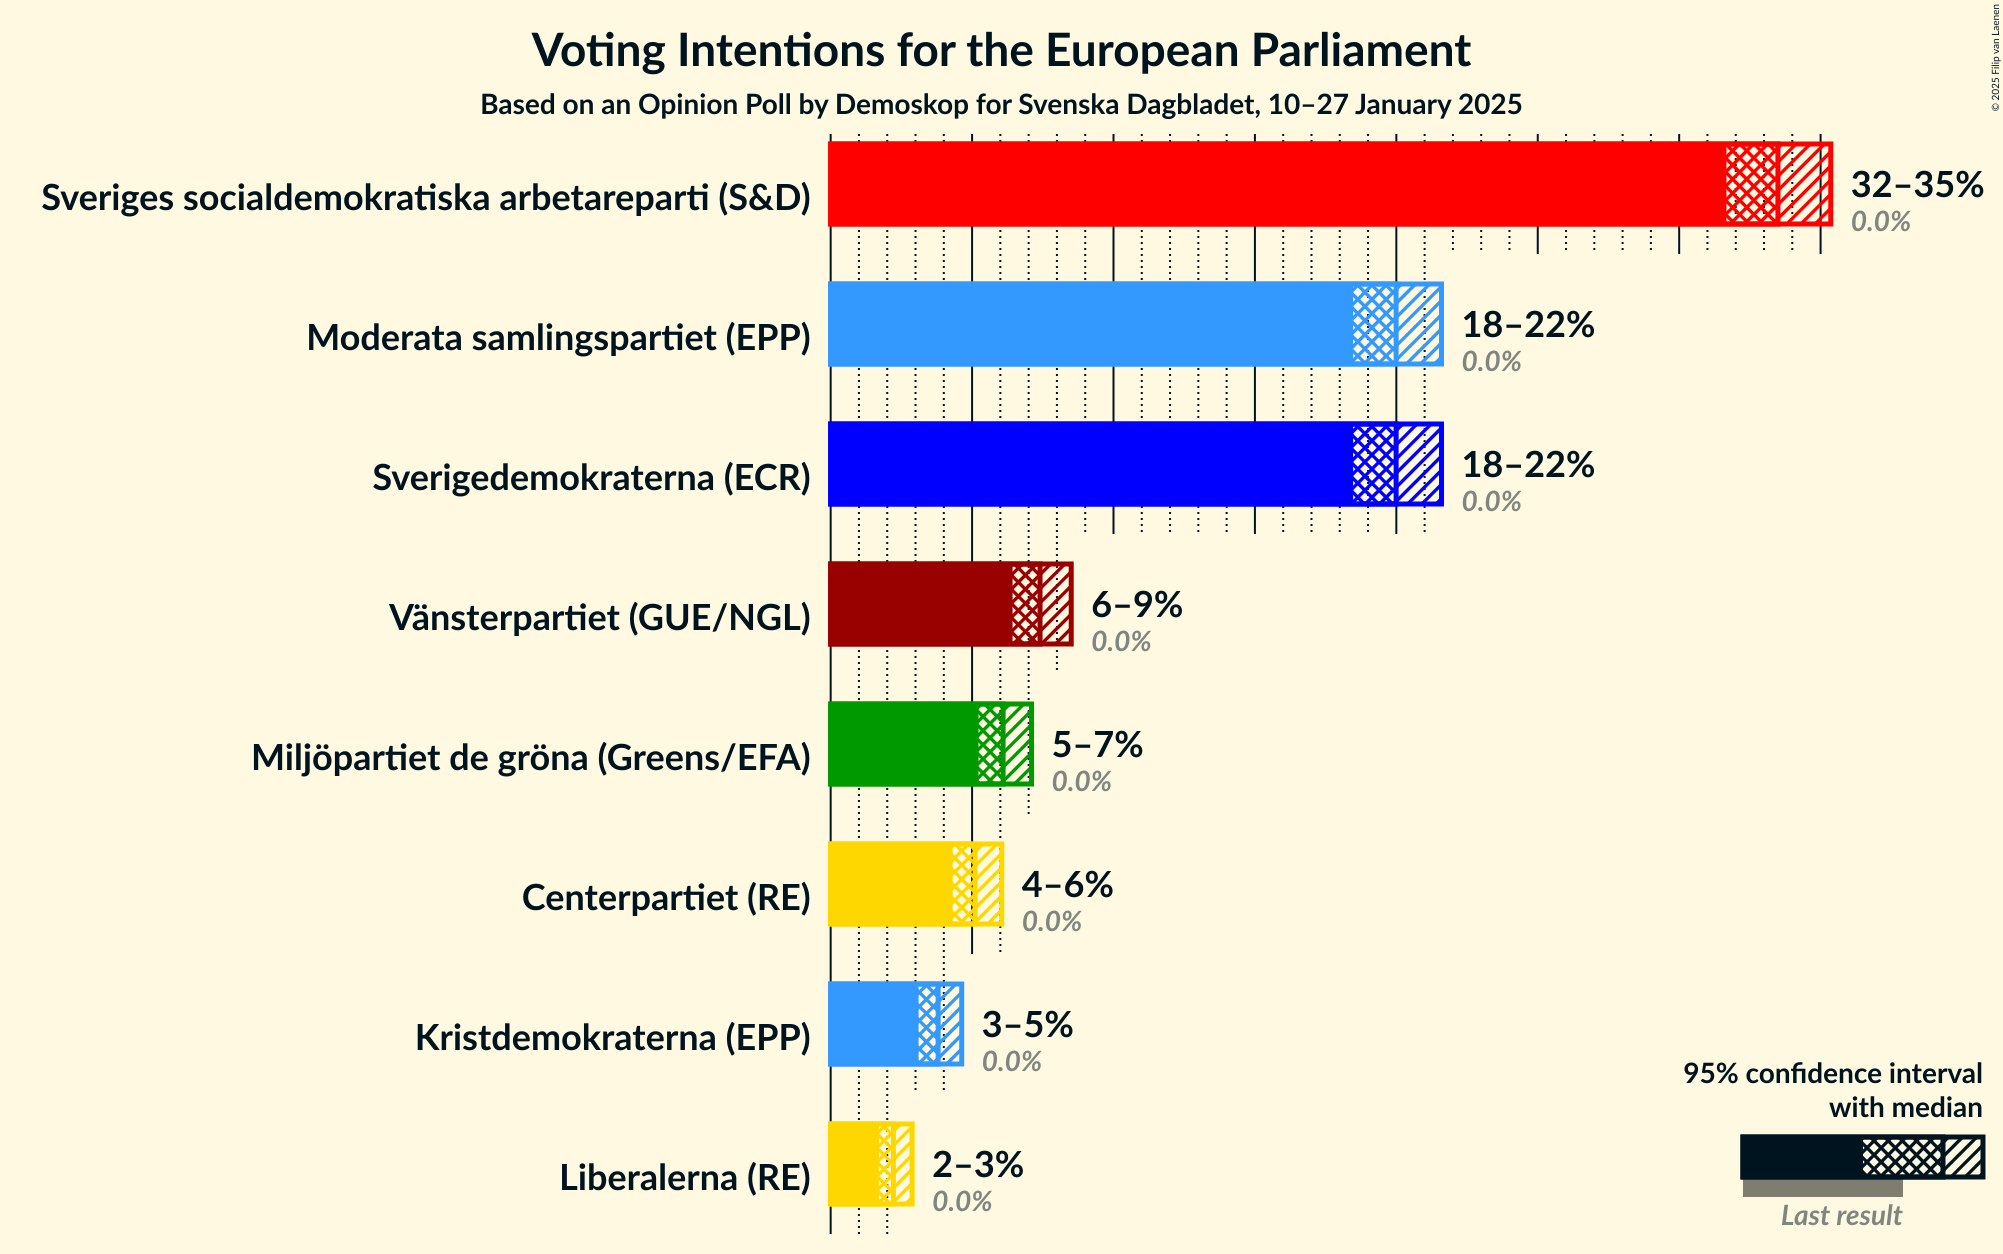 Voting Intentions for the European Parliament
Based on an Opinion Poll by Demoskop for Svenska Dagbladet, 10–27 January 2025
© 2025 Filip van Laenen
Sveriges socialdemokratiska arbetareparti (S&D)
32–35%
0.0%
Moderata samlingspartiet (EPP)
18–22%
0.0%
Sverigedemokraterna (ECR)
18–22%
0.0%
Vänsterpartiet (GUE/NGL)
6–9%
0.0%
Miljöpartiet de gröna (Greens/EFA)
5–7%
0.0%
Centerpartiet (RE)
4–6%
0.0%
Kristdemokraterna (EPP)
3–5%
0.0%
Liberalerna (RE)
2–3%
0.0%
95% confidence interval
with median
Last result